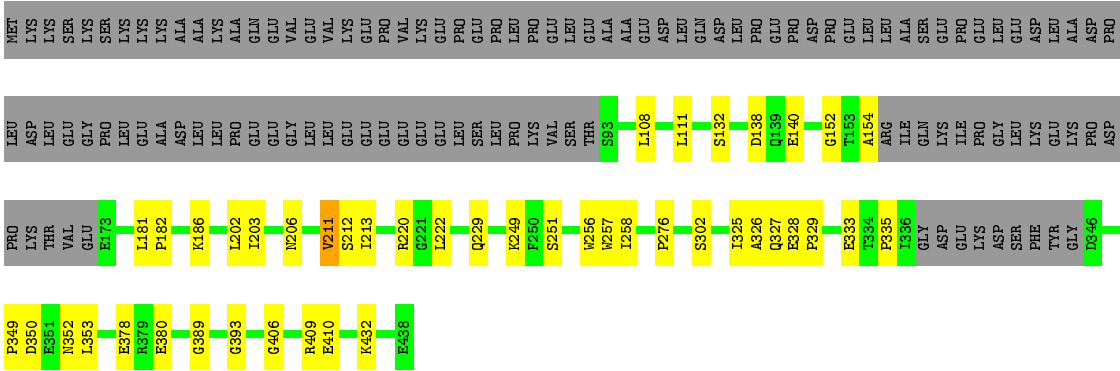 MET LYS LYS SER SER LYS LYS LYS ALA ALA LYS ALA GLN GLU VAL GLU VAL LYS GLU PRO VAL LYS GLU PRO GLU PRO LEU PRO PRO GLU LEU GLU ALA ALA GLU ASP LEU GLN ASP LEU PRO GLU PRO ASP PRO GLU LEU LEU ALA SER GLU PRO GLU LEU GLU ASP LEU ALA ASP PRO
LEU ASP LEU GLU GLY PRO LEU GLU ALA ASP LEU LEU PRO GLU GLU GLY LEU LEU GLU GLU GLU GLU GLU GLU LEU SER LEU PRO LYS VAL SER THR S93 L108 L111 S132 D138 Q139 E140 G152 T153 A154 ARG ILE GLN LYS ILE PRO GLY LEU LYS GLU LYS PRO ASP
PRO LYS THR VAL GLU E173 L181 P182 K186 L202 I203 N206 V211 S212 I213 R220 G221 L222 Q229 K249 F250 S251 W256 W257 I258 P276 S302 I325 A326 Q327 E328 P329 E333 T334 P335 I336 GLY ASP GLU LYS ASP SER PHE TYR GLY D346
P349 D350 E351 N352 L353 E378 R379 E380 G389 G393 G406 R409 E410 K432 E438